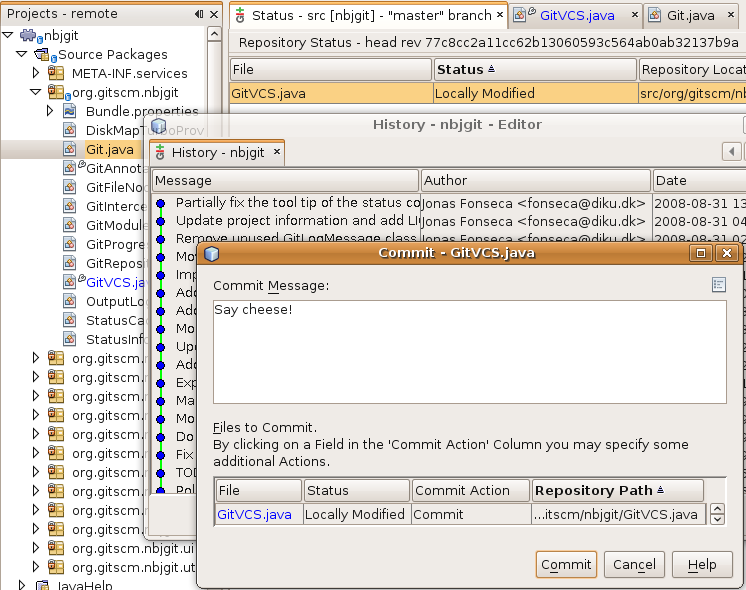 Projects - remote
nbjgit
Source Packages
META-INF.services
org.gitscm.nbjgit
Bundle.properties
DiskMapTurboProv
Git.java
GitAnnota
GitFileNod
GitInterce
GitModule
GitProgre
GitReposit
GitVCS.ja
OutputLog
StatusCac
StatusInfo
org.gitscm.
org.gitscm.
org.gitscm.
org.gitscm.
org.gitscm.
org.gitscm.
org.gitscm.
org.gitscm.
org.gitscm.
org.gitscm.
org.gitscm.nbjgit.ui
org.gitscm.nbjgit.ut
JavaHelp
Status - src [nbjgit] - "master" branch
GitVCS.java
Git.java
Repository Status - head rev 77c8cc2a11cc62b13060593c564ab0ab32137b9a
File Status Repository Locat
GitVCS.java Locally Modified src/org/gitscm/nb
History - nbjgit - Editor
History - nbjgit
Message Author Date
Partially fix the tool tip of the status co Jonas Fonseca <fonseca@diku.dk> 2008-08-31 13
Update project information and add LI Jonas Fonseca <fonseca@diku.dk> 2008-08-31 04
Remove unused GitLogMessage class Jonas Fonseca <fonseca@diku.dk> 2008-08-31 02
Mo
Imp
Add
Add
Mo
Upd
Add
Exp
Ma
Mo
Do
Fix
TOD
Pol
Commit - GitVCS.java
Commit Message:
Say cheese!
Files to Commit.
By clicking on a Field in the 'Commit Action' Column you may specify some
additional Actions.
File Status Commit Action Repository Path
GitVCS.java Locally Modified Commit ...itscm/nbjgit/GitVCS.java
Commit Cancel Help